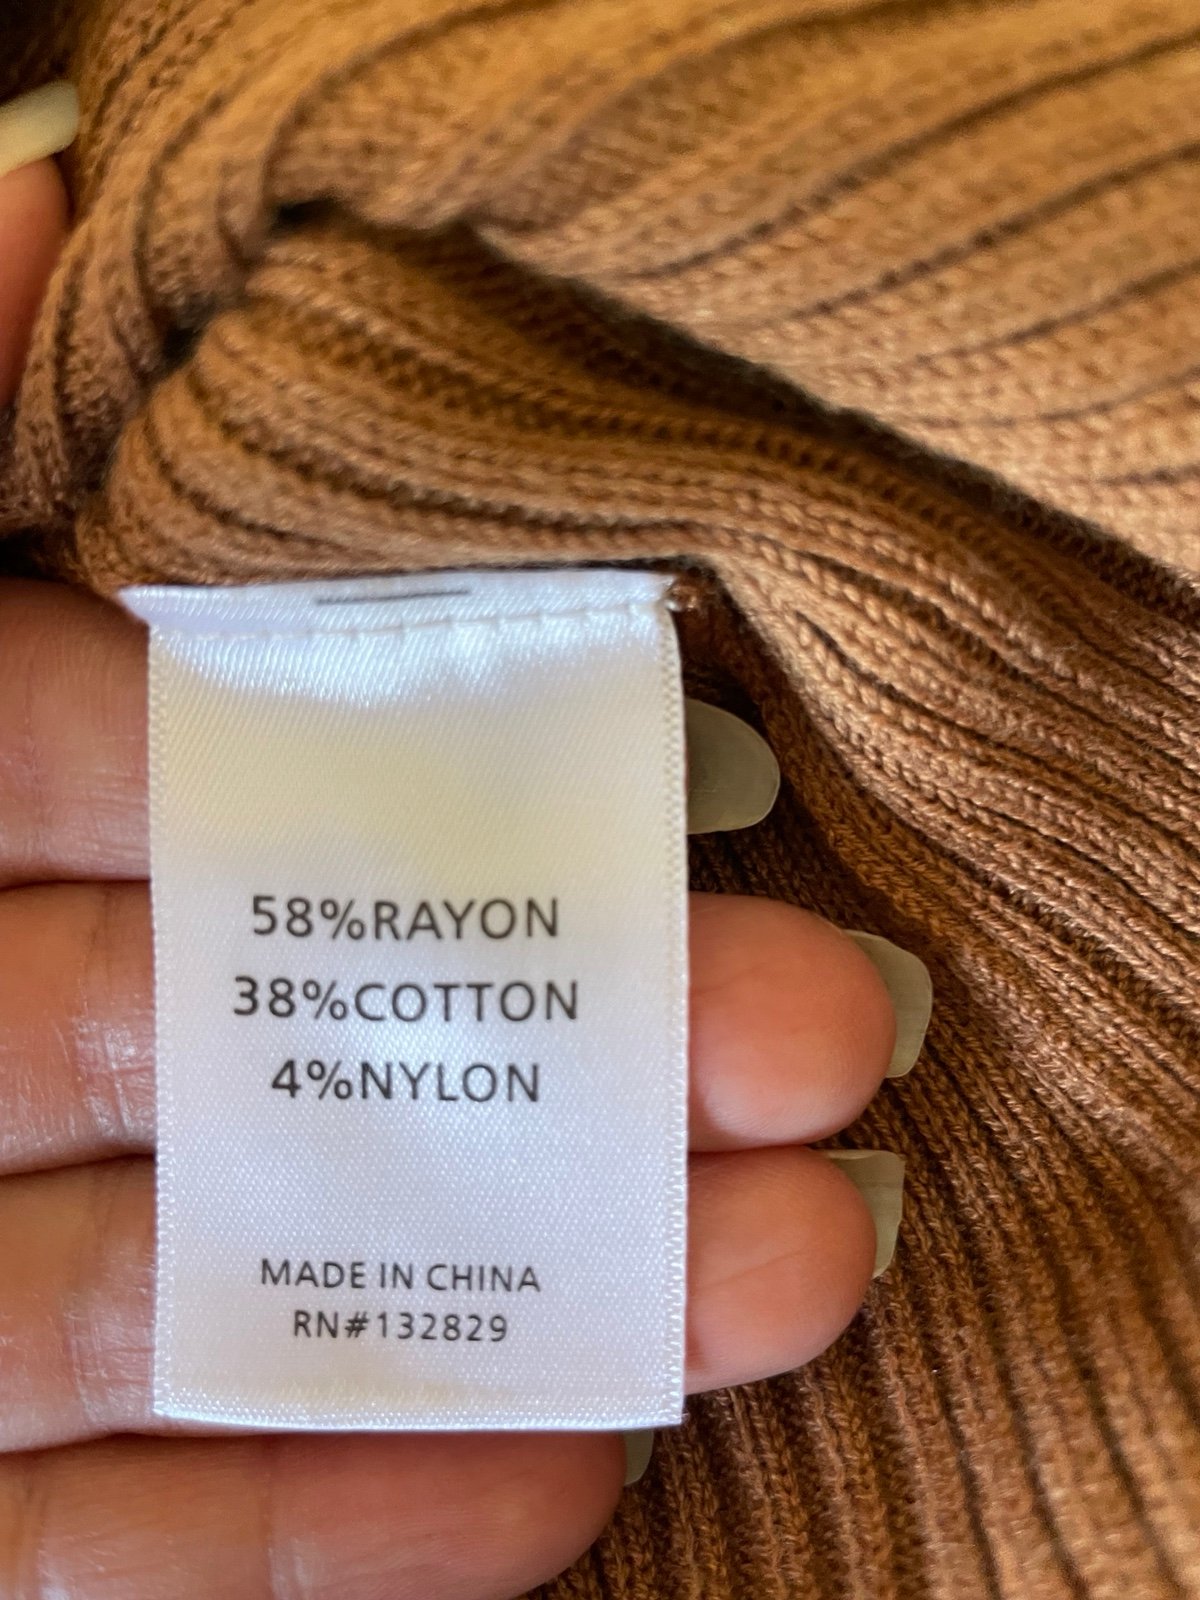 58%RAYON
38%COTTON
4%NYLON
MADE IN CHINA
RN#132829